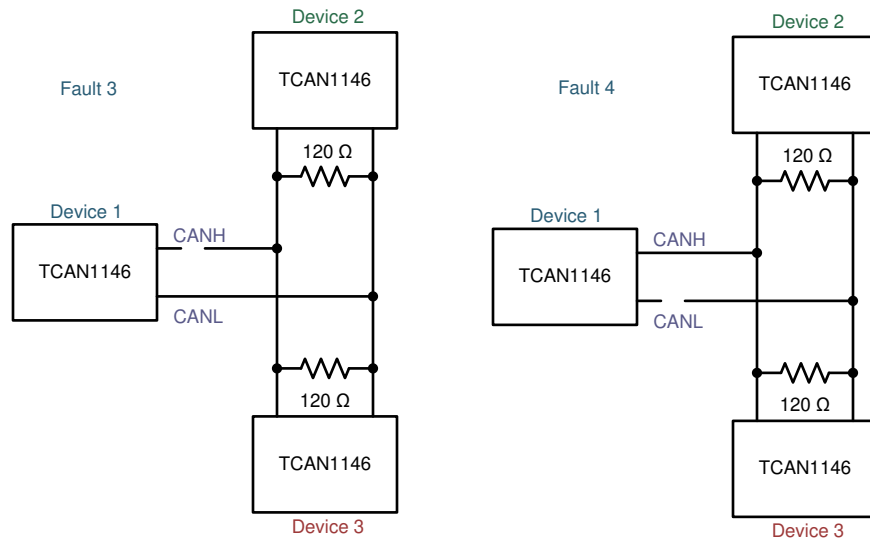 Device 2
TCAN1146
Fault 3
120 Ω
Device 1
CANH
TCAN1146
CANL
120 Ω
TCAN1146
Device 3
Device 2
TCAN1146
Fault 4
120 Ω
Device 1
CANH
TCAN1146
CANL
120 Ω
TCAN1146
Device 3